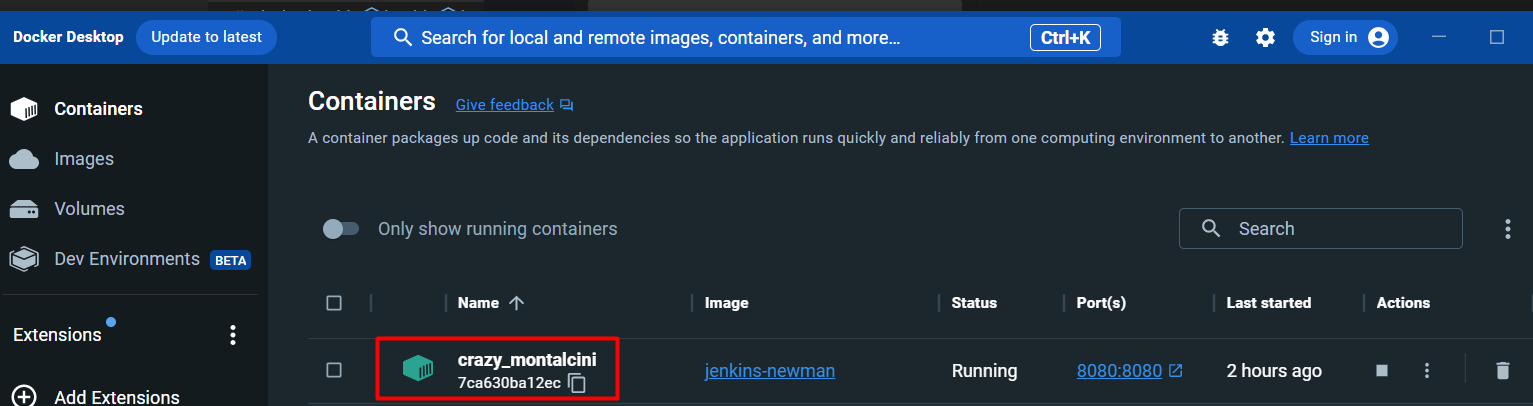 Docker Desktop
Update to latest
Search for local and remote images, containers, and more...
Ctrl+K
Sign in
Containers
Images
Volumes
Dev Environments BETA
Extensions
Add Extensions
Containers
Give feedback
A container packages up code and its dependencies so the application runs quickly and reliably from one computing environment to another. Learn more
Only show running containers
Search
Name Image Status Port(s) Last started Actions
crazy_montalcini
7ca630ba12ec
jenkins-newman Running 8080:8080 2 hours ago